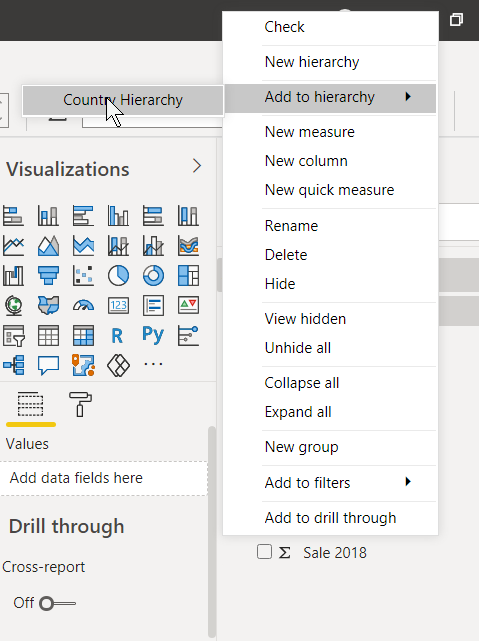 Check
New hierarchy
Add to hierarchy
Country Hierarchy
New measure
New column
New quick measure
Rename
Delete
Hide
View hidden
Unhide all
Collapse all
Expand all
New group
Add to filters
Add to drill through
Visualizations
123
R
Py
Values
Add data fields here
Drill through
Cross-report
Off
Σ Sale 2018